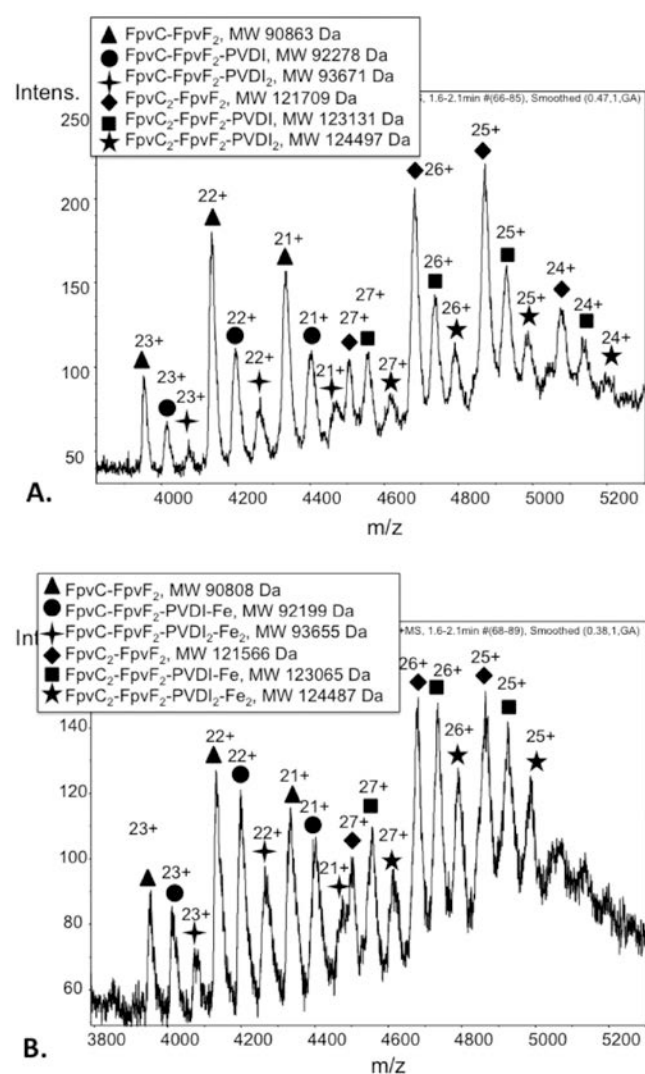 ▲ FpvC-FpvF₂, MW 90863 Da
● FpvC-FpvF₂-PVDI, MW 92278 Da
✦ FpvC-FpvF₂-PVDI₂, MW 93671 Da
◆ FpvC₂-FpvF₂, MW 121709 Da
■ FpvC₂-FpvF₂-PVDI, MW 123131 Da
★ FpvC₂-FpvF₂-PVDI₂, MW 124497 Da
Intens.
S, 1.6-2.1min #(66-85), Smoothed (0.47,1,GA)
250
200
150
100
50
23+
23+
23+
22+
22+
22+
21+
21+
21+
27+
27+
27+
26+
26+
26+
25+
25+
25+
24+
24+
24+
4000 4200 4400 4600 4800 5000 5200
m/z
A.
▲ FpvC-FpvF₂, MW 90808 Da
● FpvC-FpvF₂-PVDI-Fe, MW 92199 Da
✦ FpvC-FpvF₂-PVDI₂-Fe₂, MW 93655 Da
◆ FpvC₂-FpvF₂, MW 121566 Da
■ FpvC₂-FpvF₂-PVDI-Fe, MW 123065 Da
★ FpvC₂-FpvF₂-PVDI₂-Fe₂, MW 124487 Da
+MS, 1.6-2.1min #(68-89), Smoothed (0.38,1,GA)
140
120
100
80
60
23+
23+
23+
22+
22+
22+
21+
21+
21+
27+
27+
27+
26+
26+
26+
25+
25+
25+
3800 4000 4200 4400 4600 4800 5000 5200
m/z
B.